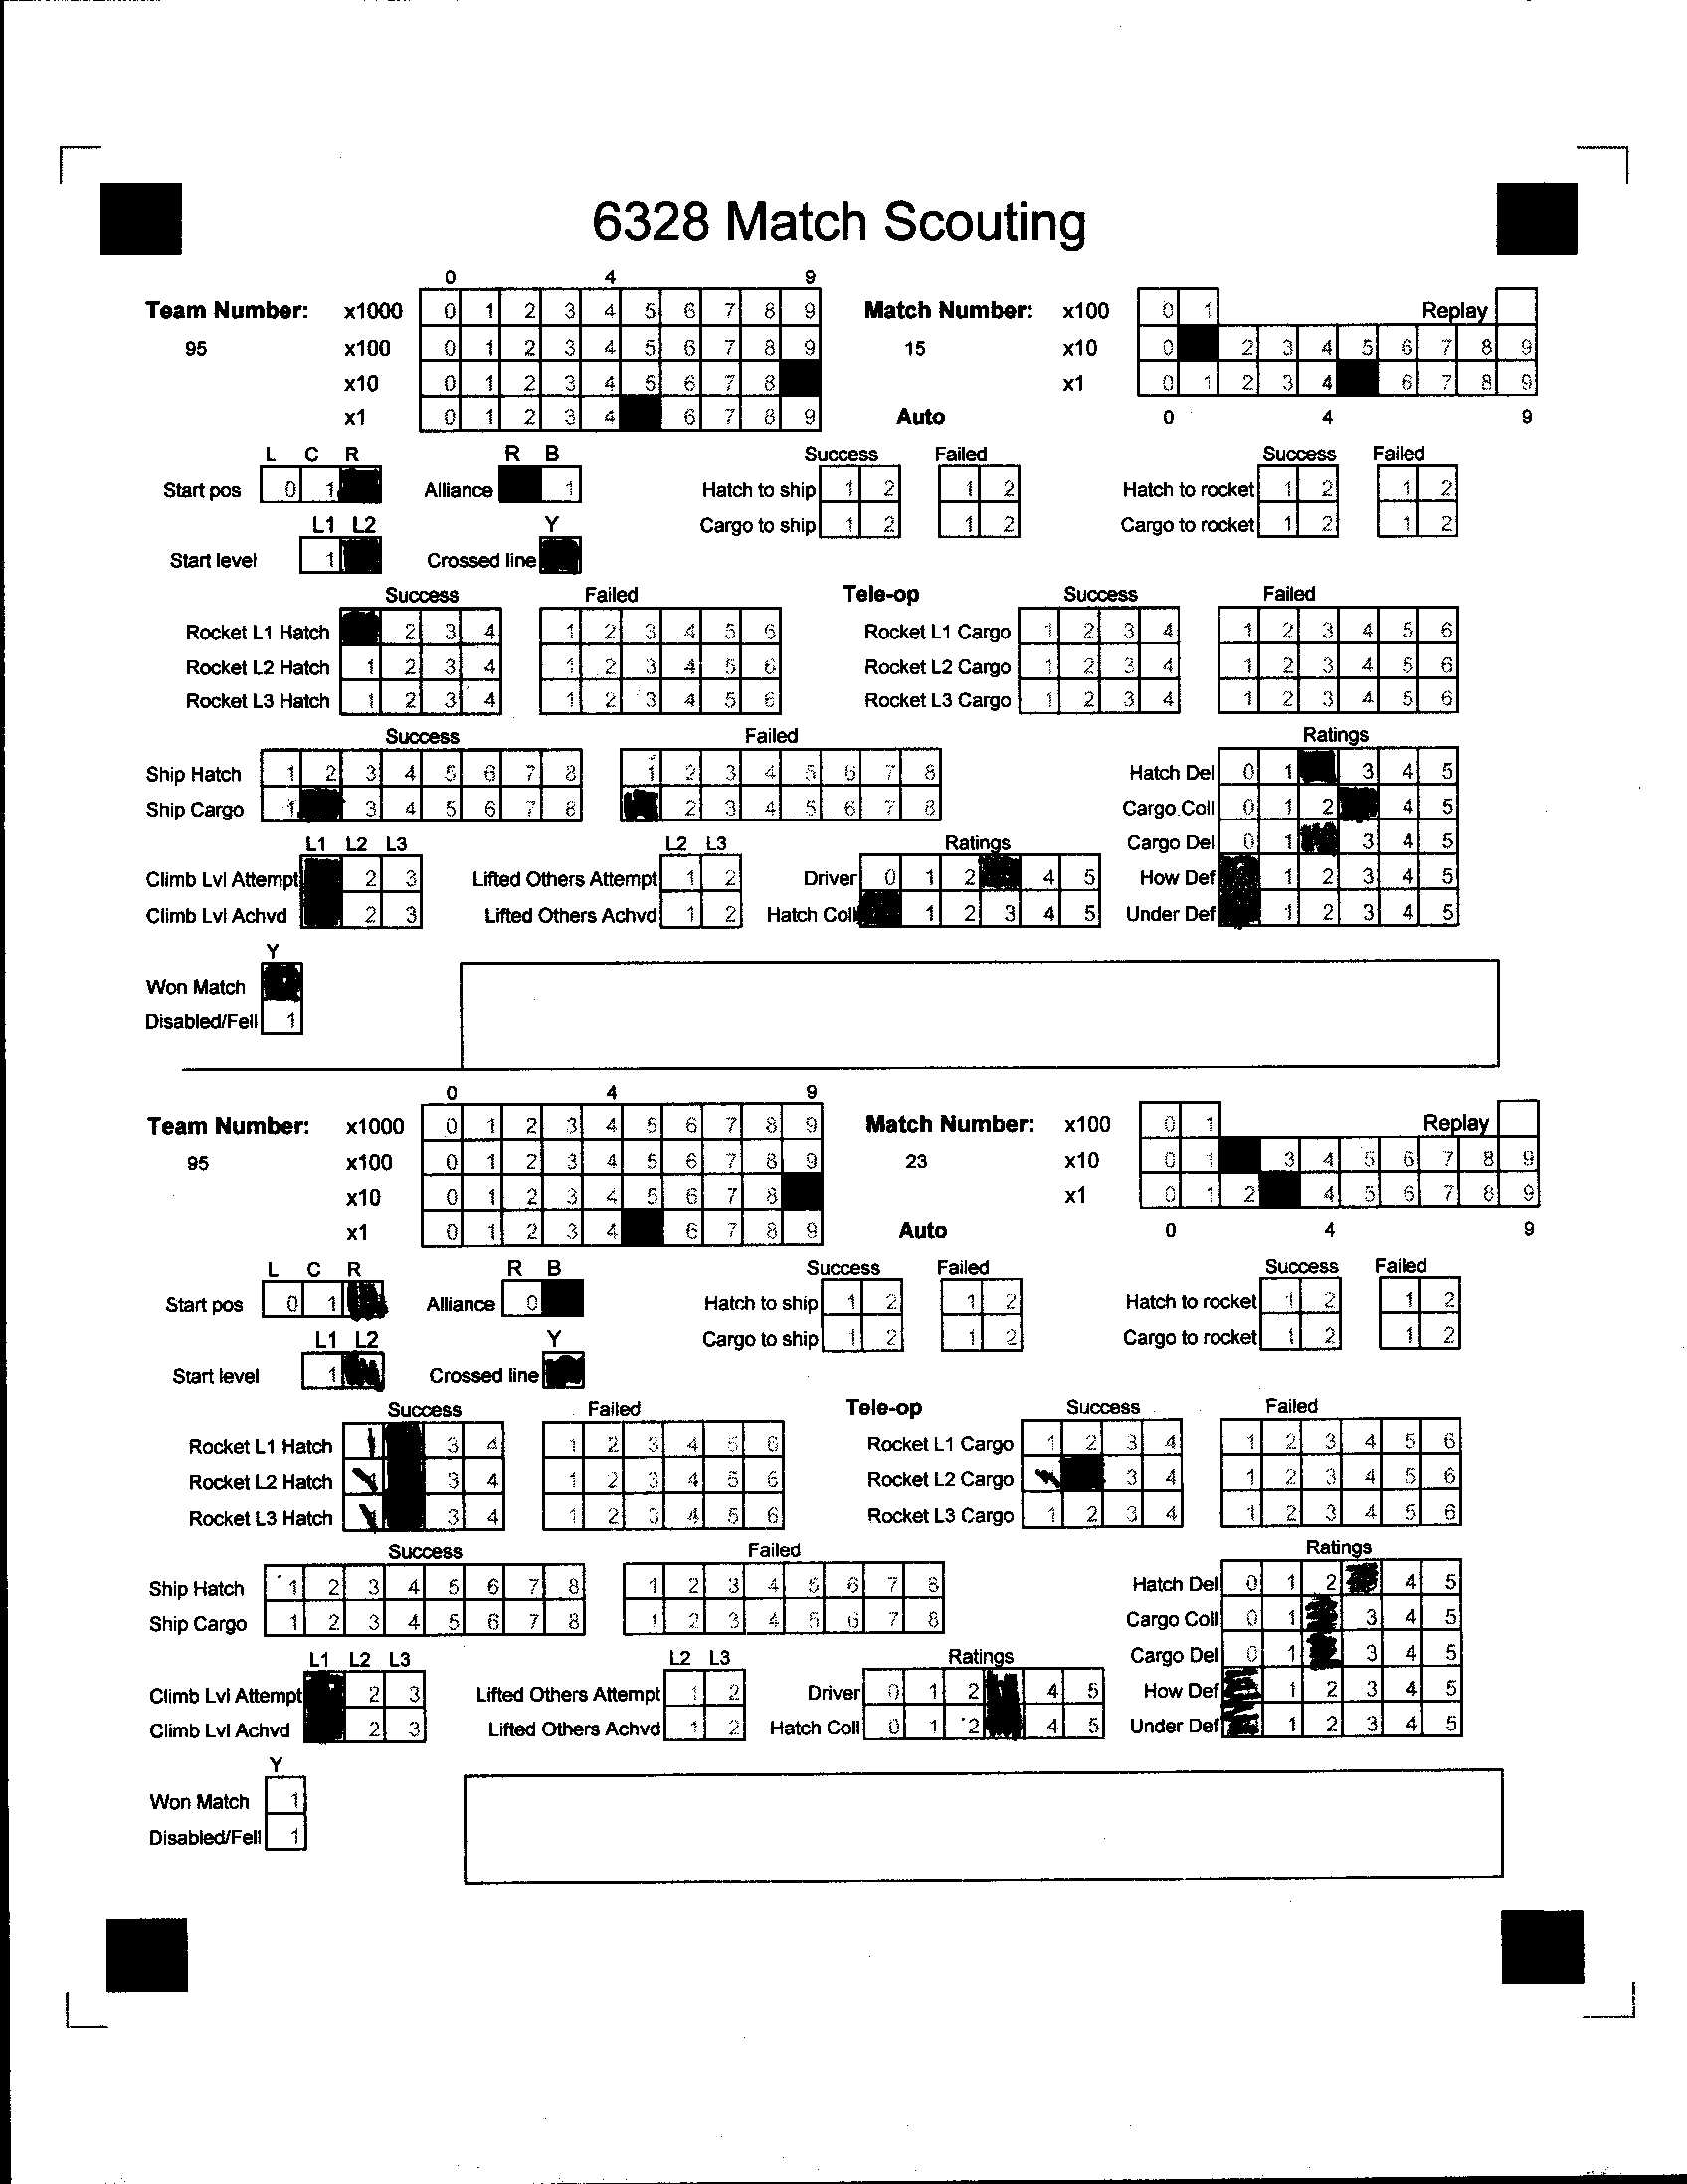 6328 Match Scouting
0 4 9
Team Number: x1000 0 1 2 3 4 5 6 7 8 9 Match Number: x100 0 1 Replay
95 x100 0 1 2 3 4 5 6 7 8 9 15 x10 0 2 3 4 5 6 7 8 9
x10 0 1 2 3 4 5 6 7 8 x1 0 1 2 3 4 6 7 8 9
x1 0 1 2 3 4 6 7 8 9 Auto 0 4 9
L C R R B Success Failed Success Failed
Start pos 0 1 Alliance 1 Hatch to ship 1 2 1 2 Hatch to rocket 1 2 1 2
L1 L2 Y Cargo to ship 1 2 1 2 Cargo to rocket 1 2 1 2
Start level 1 Crossed line
Success Failed Tele-op Success Failed
Rocket L1 Hatch 2 3 4 1 2 3 4 5 6 Rocket L1 Cargo 1 2 3 4 1 2 3 4 5 6
Rocket L2 Hatch 1 2 3 4 1 2 3 4 5 6 Rocket L2 Cargo 1 2 3 4 1 2 3 4 5 6
Rocket L3 Hatch 1 2 3 4 1 2 3 4 5 6 Rocket L3 Cargo 1 2 3 4 1 2 3 4 5 6
Success Failed Ratings
Ship Hatch 1 2 3 4 5 6 7 8 1 2 3 4 5 6 7 8 Hatch Del 0 1 3 4 5
Ship Cargo 1 3 4 5 6 7 8 2 3 4 5 6 7 8 Cargo Coll 0 1 2 4 5
L1 L2 L3 L2 L3 Ratings Cargo Del 0 1 3 4 5
Climb Lvl Attempt 2 3 Lifted Others Attempt 1 2 Driver 0 1 2 4 5 How Def 1 2 3 4 5
Climb Lvl Achvd 2 3 Lifted Others Achvd 1 2 Hatch Coll 1 2 3 4 5 Under Def 1 2 3 4 5
Y
Won Match
Disabled/Fell 1
0 4 9
Team Number: x1000 0 1 2 3 4 5 6 7 8 9 Match Number: x100 0 1 Replay
95 x100 0 1 2 3 4 5 6 7 8 9 23 x10 0 1 3 4 5 6 7 8 9
x10 0 1 2 3 4 5 6 7 8 x1 0 1 2 4 5 6 7 8 9
x1 0 1 2 3 4 6 7 8 9 Auto 0 4 9
L C R R B Success Failed Success Failed
Start pos 0 1 Alliance 0 Hatch to ship 1 2 1 2 Hatch to rocket 1 2 1 2
L1 L2 Y Cargo to ship 1 2 1 2 Cargo to rocket 1 2 1 2
Start level 1 Crossed line
Success Failed Tele-op Success Failed
Rocket L1 Hatch 1 3 4 1 2 3 4 5 6 Rocket L1 Cargo 1 2 3 4 1 2 3 4 5 6
Rocket L2 Hatch 1 3 4 1 2 3 4 5 6 Rocket L2 Cargo 3 4 1 2 3 4 5 6
Rocket L3 Hatch 1 3 4 1 2 3 4 5 6 Rocket L3 Cargo 1 2 3 4 1 2 3 4 5 6
Success Failed Ratings
Ship Hatch 1 2 3 4 5 6 7 8 1 2 3 4 5 6 7 8 Hatch Del 0 1 2 4 5
Ship Cargo 1 2 3 4 5 6 7 8 1 2 3 4 5 6 7 8 Cargo Coll 0 1 3 4 5
L1 L2 L3 L2 L3 Ratings Cargo Del 0 1 3 4 5
Climb Lvl Attempt 2 3 Lifted Others Attempt 1 2 Driver 0 1 2 4 5 How Def 1 2 3 4 5
Climb Lvl Achvd 2 3 Lifted Others Achvd 1 2 Hatch Coll 0 1 2 4 5 Under Def 1 2 3 4 5
Y
Won Match 1
Disabled/Fell 1